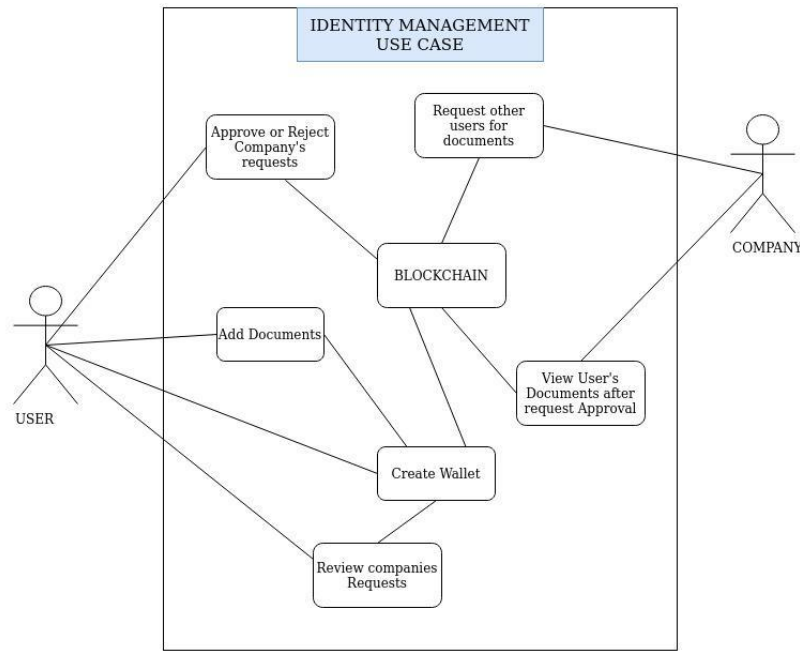 IDENTITY MANAGEMENT
USE CASE
Approve or Reject
Company's
requests
Request other
users for
documents
COMPANY
BLOCKCHAIN
Add Documents
USER
View User's
Documents after
request Approval
Create Wallet
Review companies
Requests